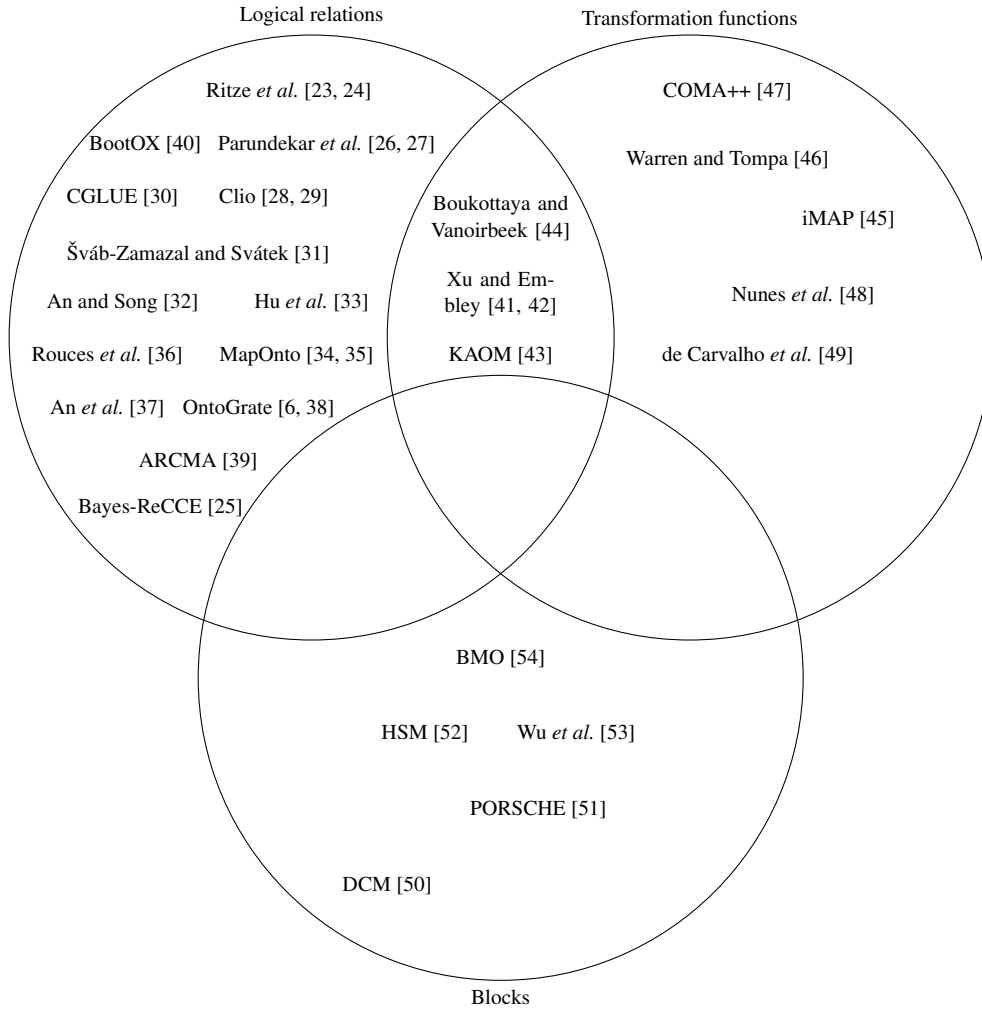 Logical relations
Transformation functions
Ritze et al. [23, 24]
COMA++ [47]
BootOX [40]
Parundekar et al. [26, 27]
Warren and Tompa [46]
CGLUE [30]
Clio [28, 29]
Boukottaya and
Vanoirbeek [44]
iMAP [45]
Šváb-Zamazal and Svátek [31]
Xu and Em-
bley [41, 42]
An and Song [32]
Hu et al. [33]
Nunes et al. [48]
Rouces et al. [36]
MapOnto [34, 35]
KAOM [43]
de Carvalho et al. [49]
An et al. [37]
OntoGrate [6, 38]
ARCMA [39]
Bayes-ReCCE [25]
BMO [54]
HSM [52]
Wu et al. [53]
PORSCHE [51]
DCM [50]
Blocks